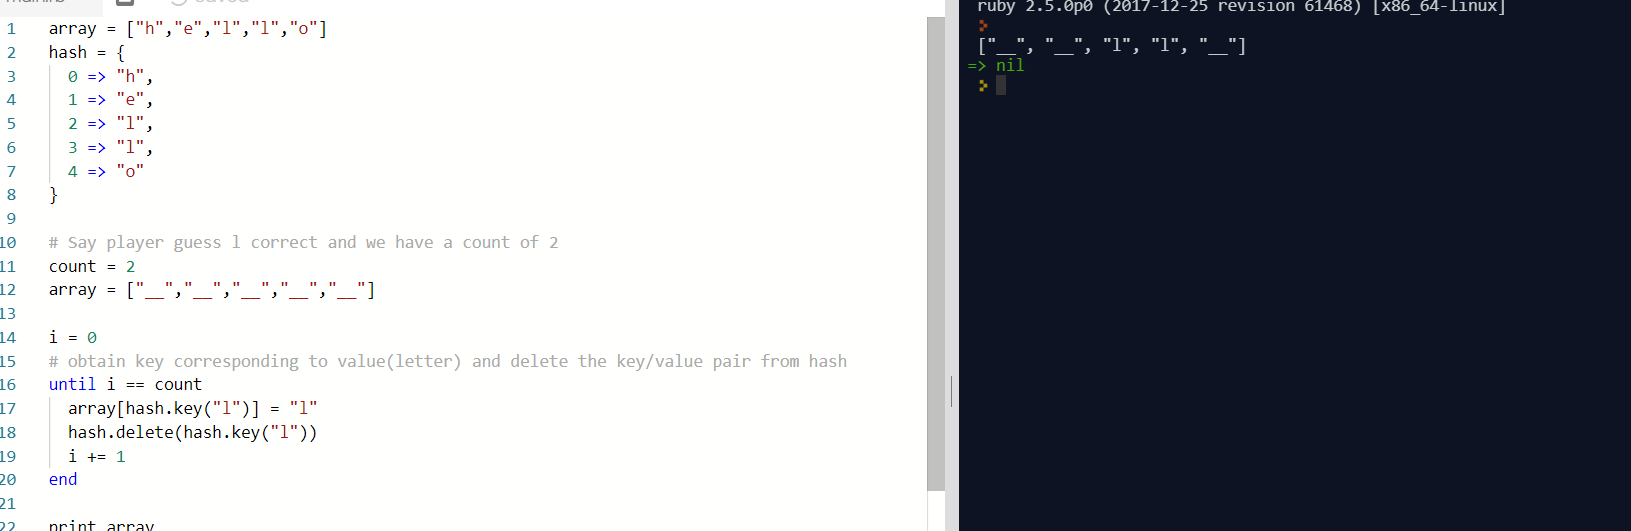 main.rb saved
1 array = ["h","e","l","l","o"]
2 hash = {
3 0 => "h",
4 1 => "e",
5 2 => "l",
6 3 => "l",
7 4 => "o"
8 }
9
10 # Say player guess l correct and we have a count of 2
11 count = 2
12 array = ["__","__","__","__","__"]
13
14 i = 0
15 # obtain key corresponding to value(letter) and delete the key/value pair from hash
16 until i == count
17 array[hash.key("l")] = "l"
18 hash.delete(hash.key("l"))
19 i += 1
20 end
21
22 print array
ruby 2.5.0p0 (2017-12-25 revision 61468) [x86_64-linux]
>
["__", "__", "l", "l", "__"]
=> nil
>